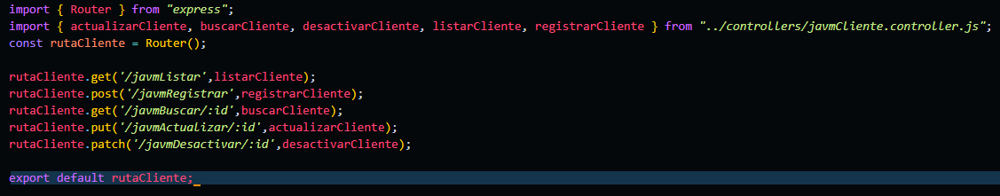 import { Router } from "express";
import { actualizarCliente, buscarCliente, desactivarCliente, listarCliente, registrarCliente } from "../controllers/javmCliente.controller.js";
const rutaCliente = Router();
rutaCliente.get('/javmListar',listarCliente);
rutaCliente.post('/javmRegistrar',registrarCliente);
rutaCliente.get('/javmBuscar/:id',buscarCliente);
rutaCliente.put('/javmActualizar/:id',actualizarCliente);
rutaCliente.patch('/javmDesactivar/:id',desactivarCliente);
export default rutaCliente;